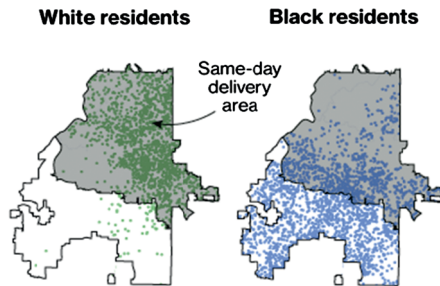 White residents
Black residents
Same-day
delivery
area